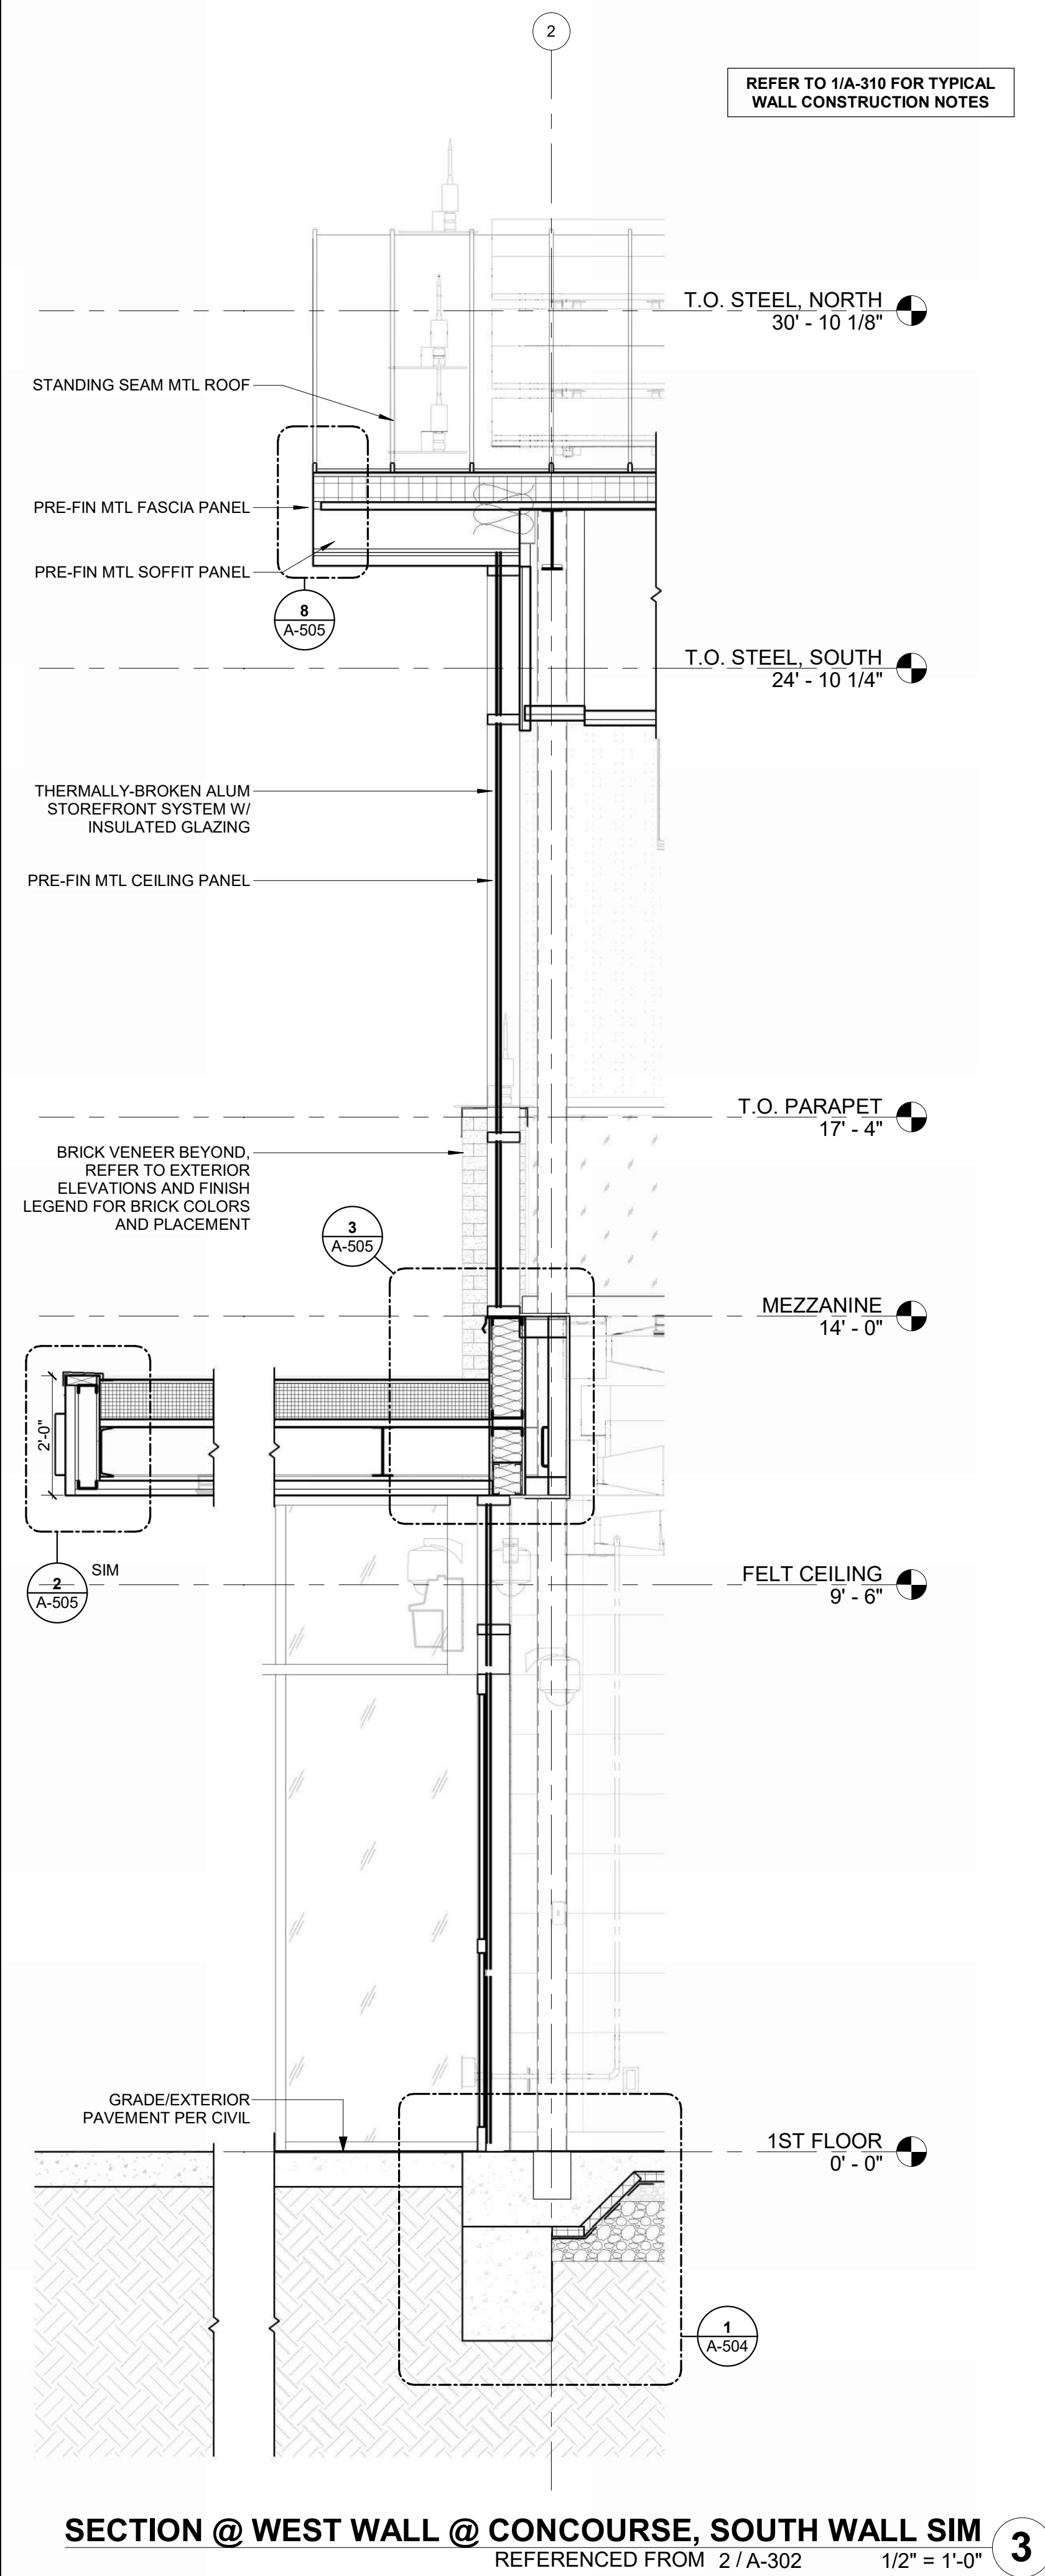 2
REFER TO 1/A-310 FOR TYPICAL
WALL CONSTRUCTION NOTES
T.O. STEEL, NORTH
30' - 10 1/8"
STANDING SEAM MTL ROOF
PRE-FIN MTL FASCIA PANEL
PRE-FIN MTL SOFFIT PANEL
8
A-505
T.O. STEEL, SOUTH
24' - 10 1/4"
THERMALLY-BROKEN ALUM
STOREFRONT SYSTEM W/
INSULATED GLAZING
PRE-FIN MTL CEILING PANEL
T.O. PARAPET
17' - 4"
BRICK VENEER BEYOND,
REFER TO EXTERIOR
ELEVATIONS AND FINISH
LEGEND FOR BRICK COLORS
AND PLACEMENT
3
A-505
MEZZANINE
14' - 0"
2'-0"
2
A-505
SIM
FELT CEILING
9' - 6"
GRADE/EXTERIOR
PAVEMENT PER CIVIL
1ST FLOOR
0' - 0"
1
A-504
SECTION @ WEST WALL @ CONCOURSE, SOUTH WALL SIM
REFERENCED FROM 2 / A-302 1/2" = 1'-0"
3